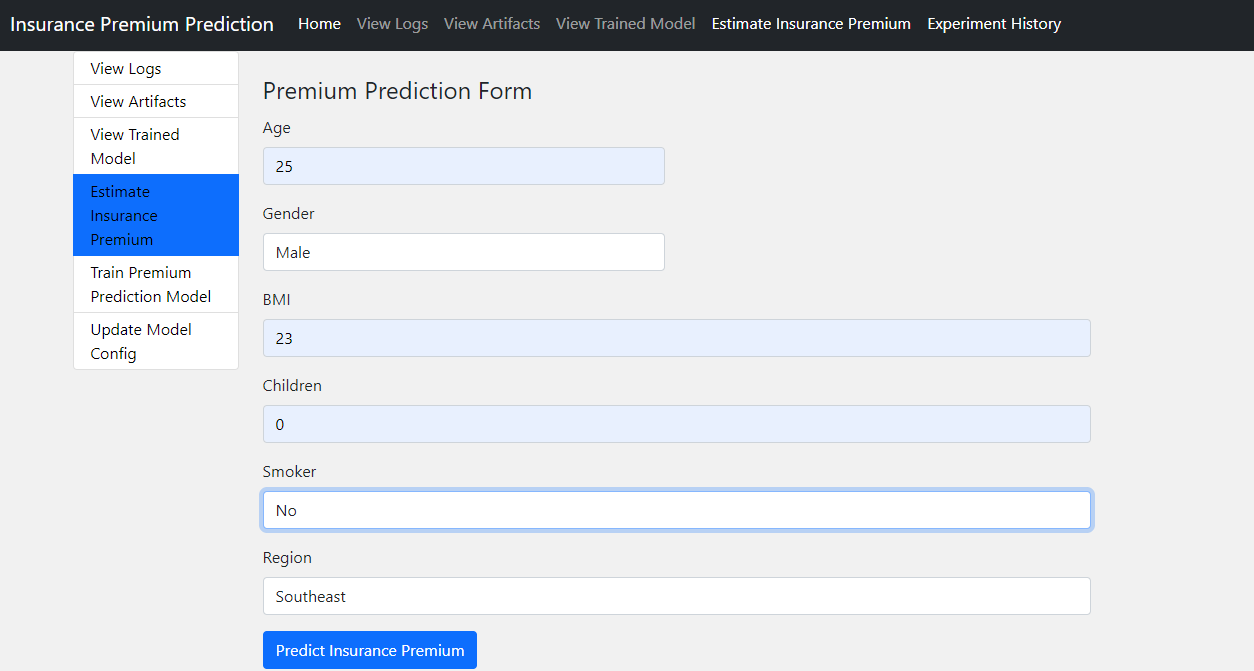 Insurance Premium Prediction Home View Logs View Artifacts View Trained Model Estimate Insurance Premium Experiment History
View Logs
View Artifacts
View Trained
Model
Estimate
Insurance
Premium
Train Premium
Prediction Model
Update Model
Config
Premium Prediction Form
Age
25
Gender
Male
BMI
23
Children
0
Smoker
No
Region
Southeast
Predict Insurance Premium